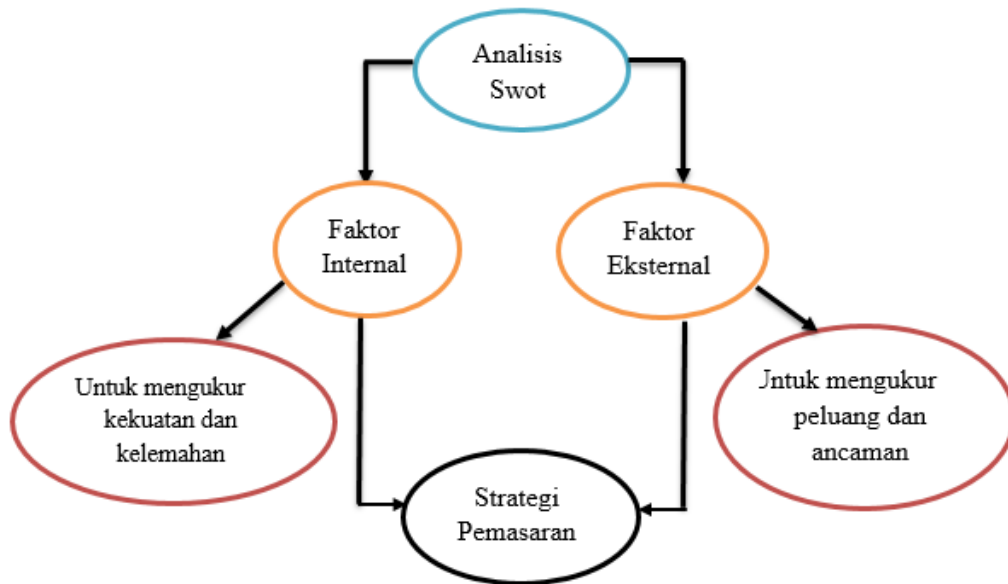 Analisis
Swot
Faktor
Internal
Faktor
Eksternal
Untuk mengukur
kekuatan dan
kelemahan
Jntuk mengukur
peluang dan
ancaman
Strategi
Pemasaran